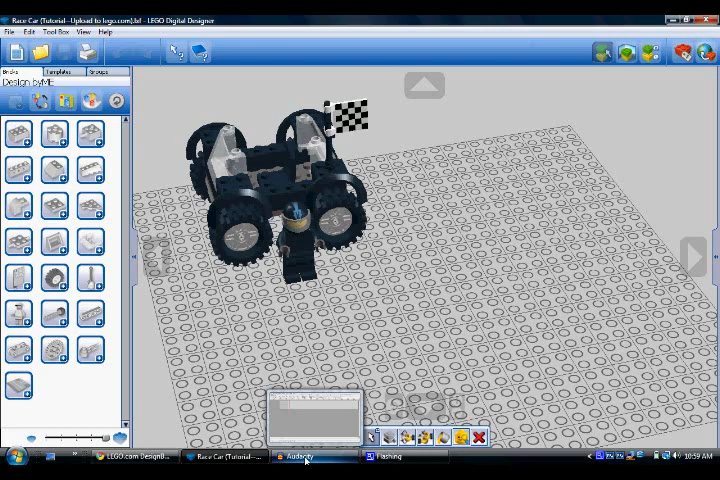 Race Car (Tutorial--Upload to lego.com).lxf - LEGO Digital Designer
File Edit Tool Box View Help
Bricks Templates Groups
Design byME
LEGO.com DesignB... Race Car (Tutorial--... Audacity Flashing 10:59 AM